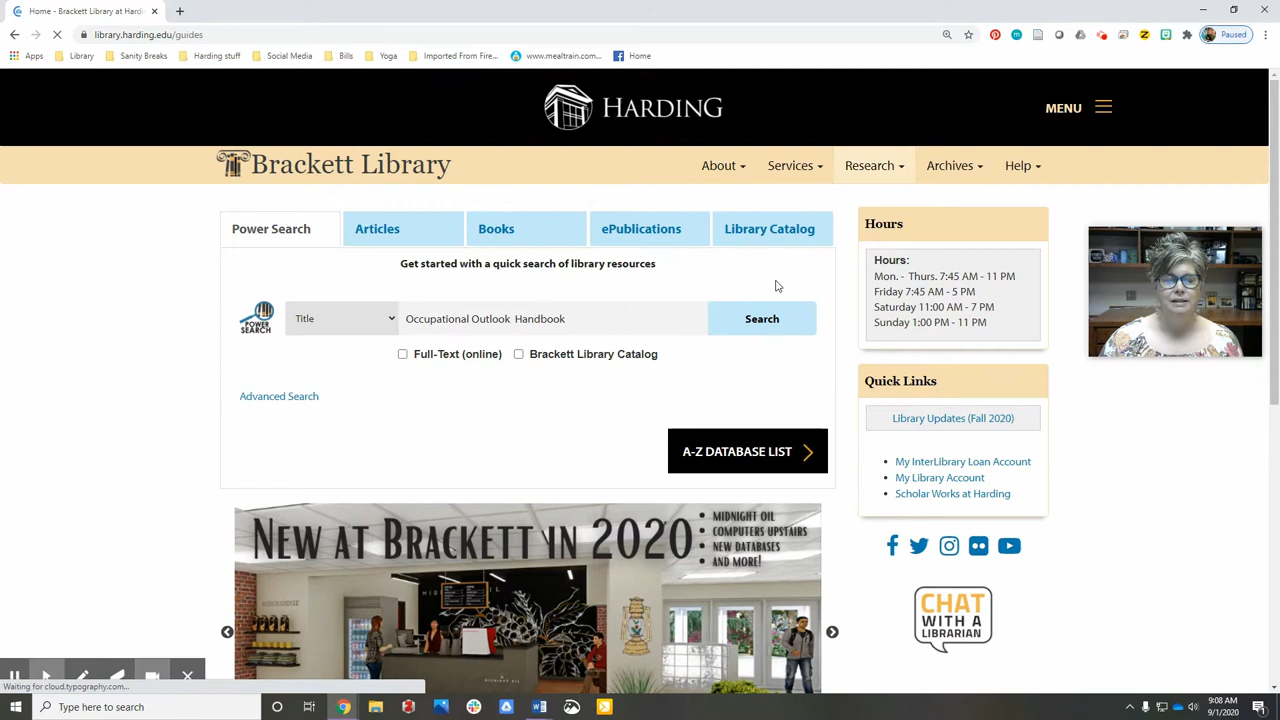 Home - Brackett Library at Har
library.harding.edu/guides
Paused
Apps
Library
Sanity Breaks
Harding stuff
Social Media
Bills
Yoga
Imported From Fire...
www.mealtrain.com...
Home
HARDING
MENU
Brackett Library
About
Services
Research
Archives
Help
Power Search
Articles
Books
ePublications
Library Catalog
Get started with a quick search of library resources
POWER SEARCH
Title
Occupational Outlook Handbook
Search
Full-Text (online)
Brackett Library Catalog
Advanced Search
A-Z DATABASE LIST
Hours
Hours:
Mon. - Thurs. 7:45 AM - 11 PM
Friday 7:45 AM - 5 PM
Saturday 11:00 AM - 7 PM
Sunday 1:00 PM - 11 PM
Quick Links
Library Updates (Fall 2020)
My InterLibrary Loan Account
My Library Account
Scholar Works at Harding
CHAT WITH A LIBRARIAN
NEW AT BRACKETT IN 2020
MIDNIGHT OIL
COMPUTERS UPSTAIRS
NEW DATABASES
AND MORE!
MERCHANDISE
Waiting for cloud.typography.com...
Type here to search
9:08 AM
9/1/2020